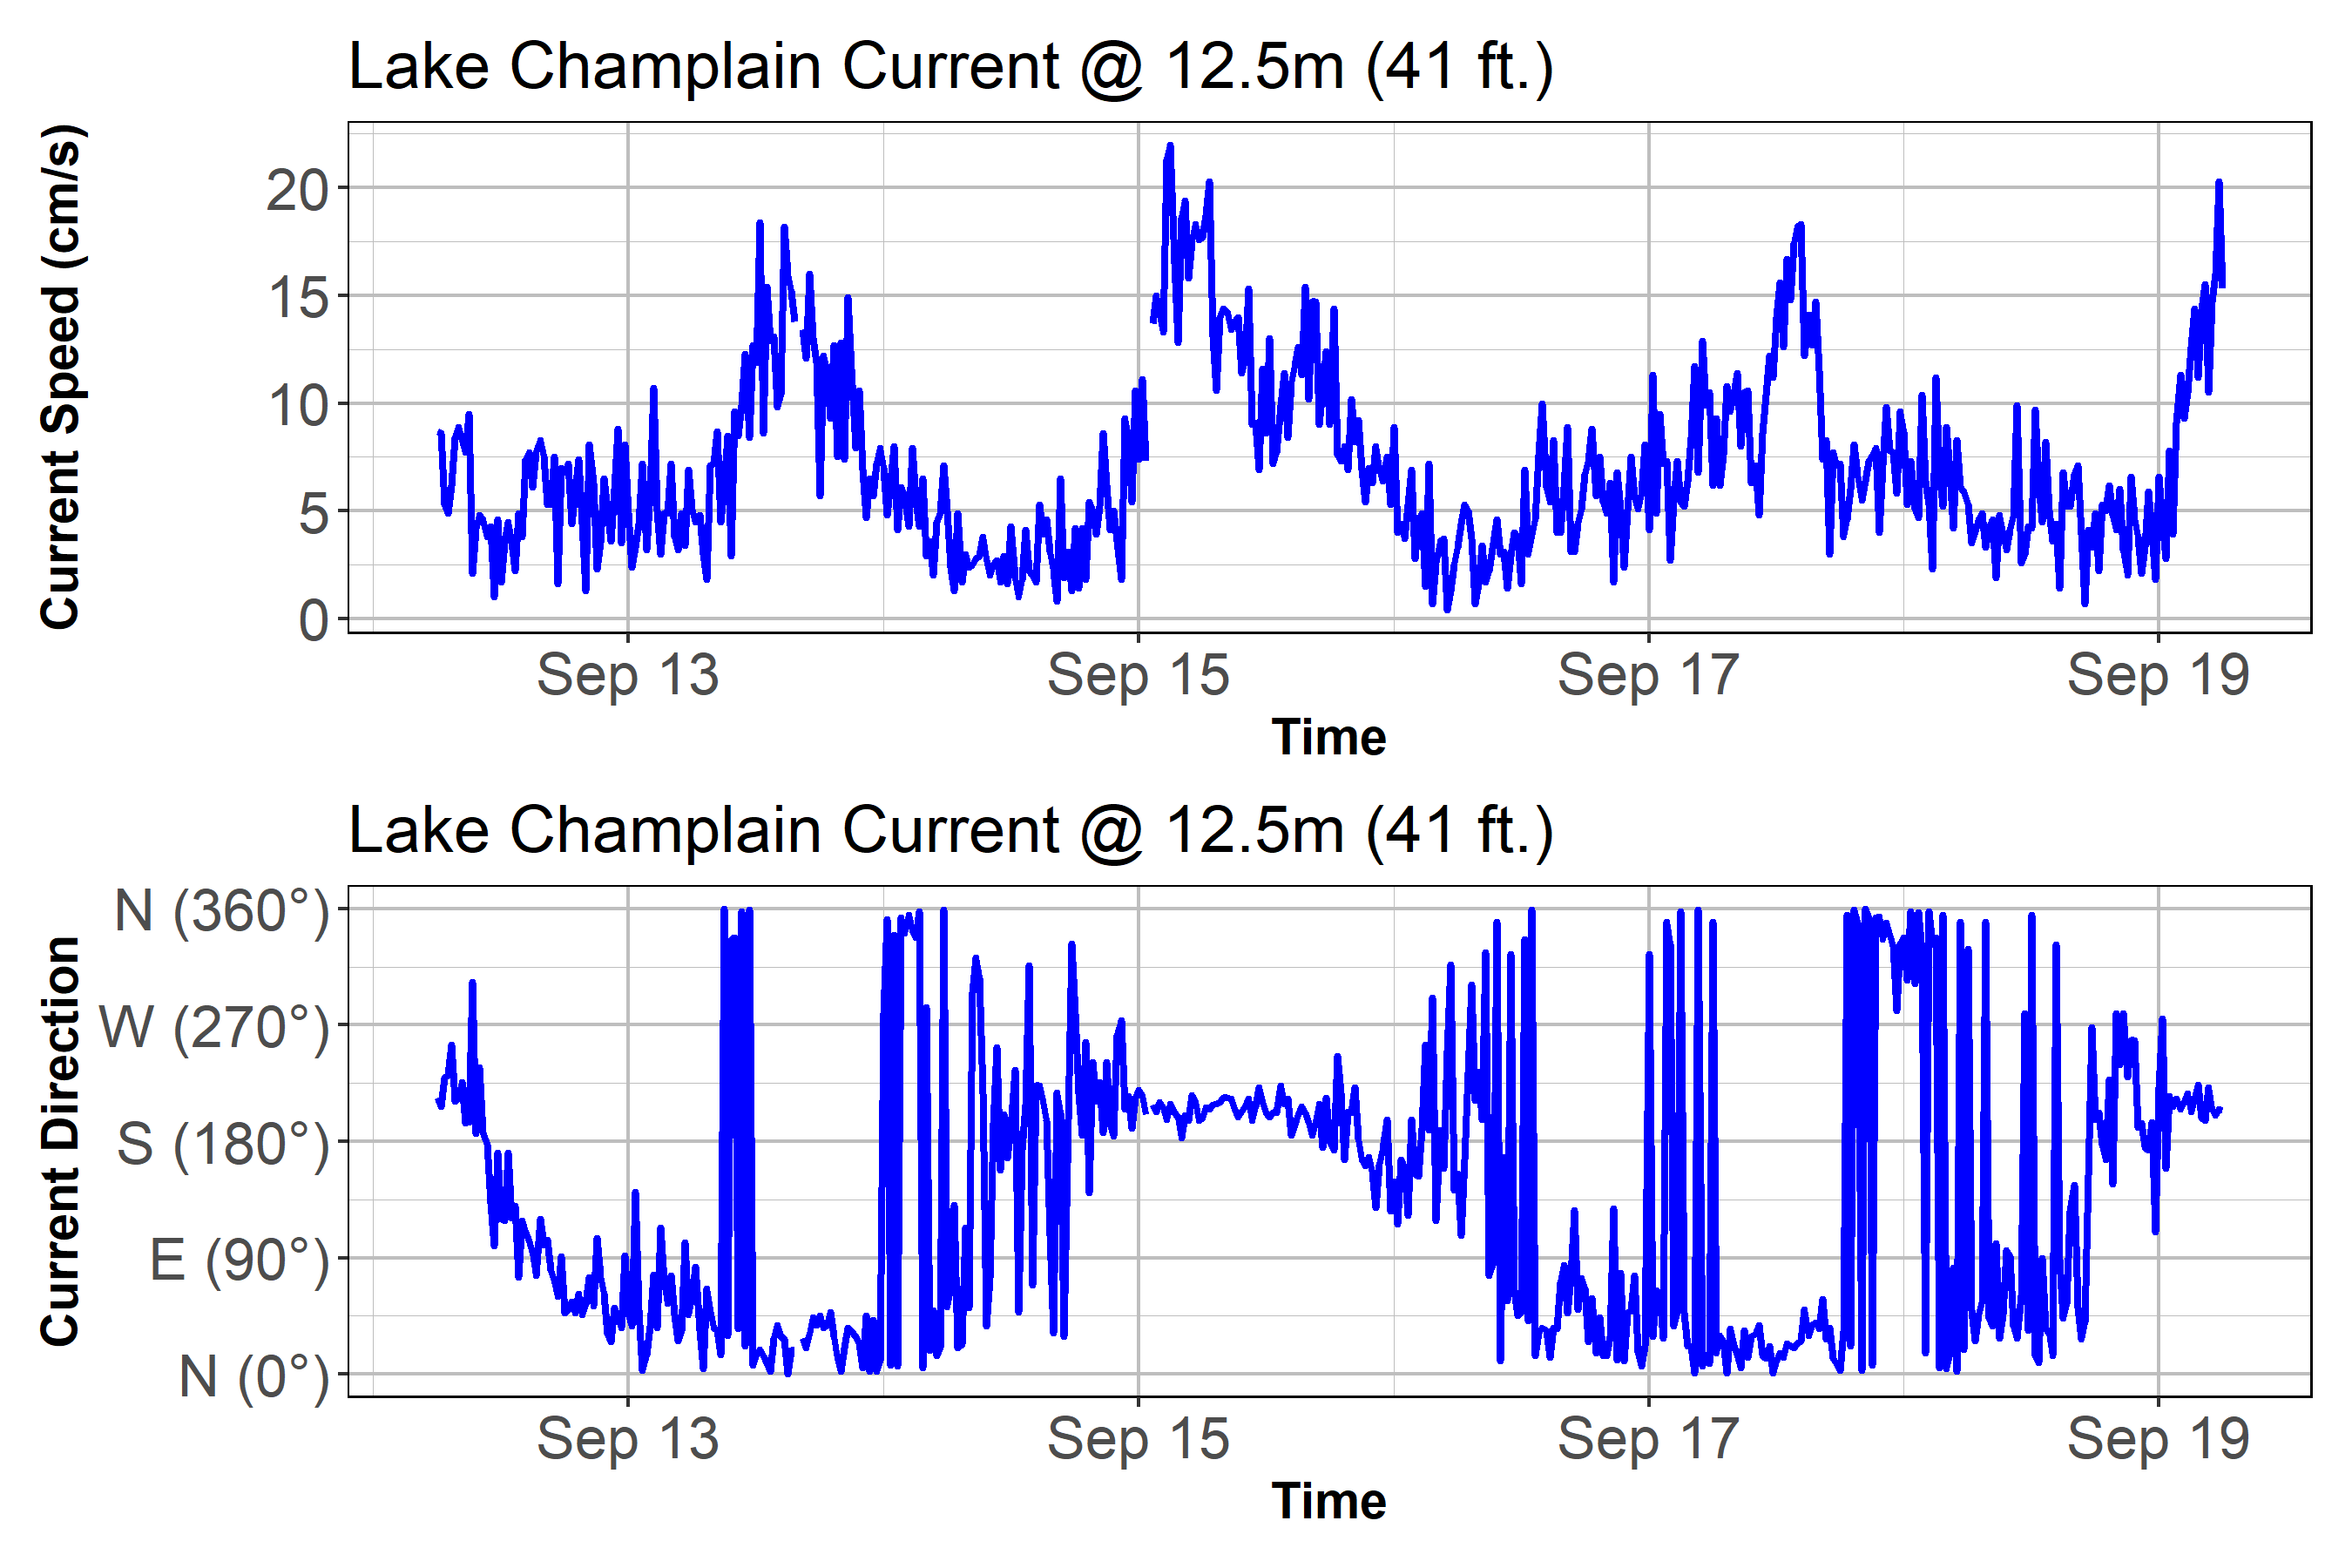 Lake Champlain Current @ 12.5m (41 ft.)
Current Speed (cm/s)
20
15
10
5
0
Sep 13 Sep 15 Sep 17 Sep 19
Time
Lake Champlain Current @ 12.5m (41 ft.)
Current Direction
N (360°)
W (270°)
S (180°)
E (90°)
N (0°)
Sep 13 Sep 15 Sep 17 Sep 19
Time